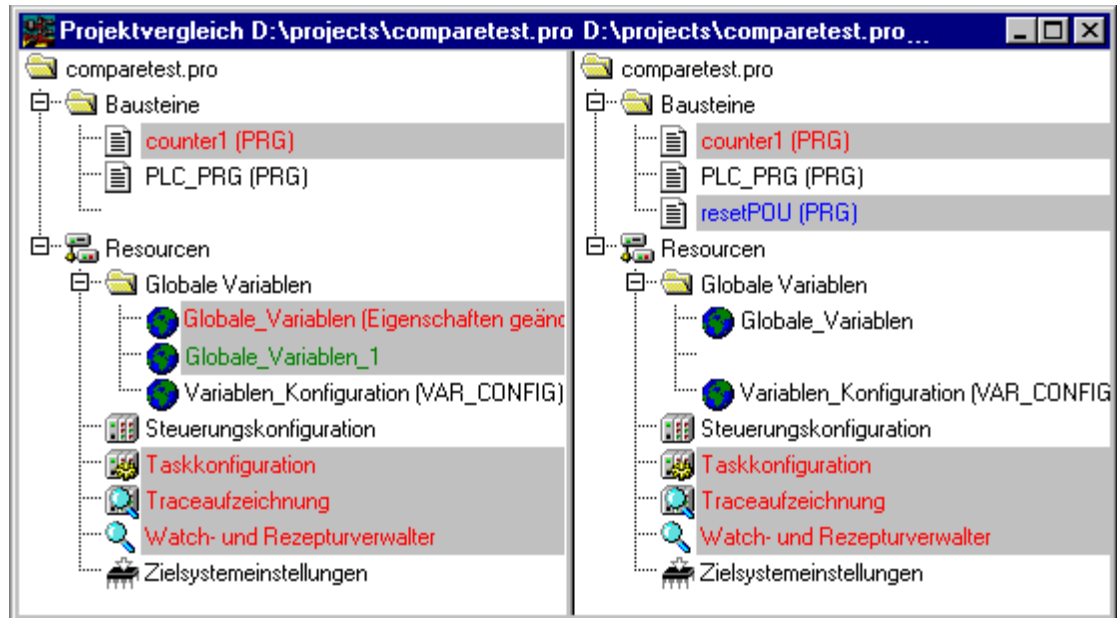 Projektvergleich D:\projects\comparetest.pro D:\projects\comparetest.pro...
comparetest.pro
Bausteine
counter1 (PRG)
PLC_PRG (PRG)
Resourcen
Globale Variablen
Globale_Variablen (Eigenschaften geänd
Globale_Variablen_1
Variablen_Konfiguration (VAR_CONFIG)
Steuerungskonfiguration
Taskkonfiguration
Traceaufzeichnung
Watch- und Rezepturverwalter
Zielsystemeinstellungen
comparetest.pro
Bausteine
counter1 (PRG)
PLC_PRG (PRG)
resetPOU (PRG)
Resourcen
Globale Variablen
Globale_Variablen
Variablen_Konfiguration (VAR_CONFIG
Steuerungskonfiguration
Taskkonfiguration
Traceaufzeichnung
Watch- und Rezepturverwalter
Zielsystemeinstellungen